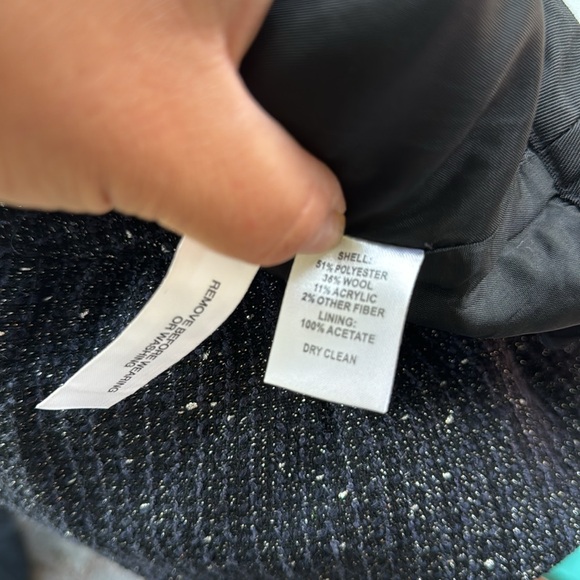 SHELL:
51% POLYESTER
36% WOOL
11% ACRYLIC
2% OTHER FIBER
LINING:
100% ACETATE
DRY CLEAN
REMOVE BEFORE WEARING
OR WASHING